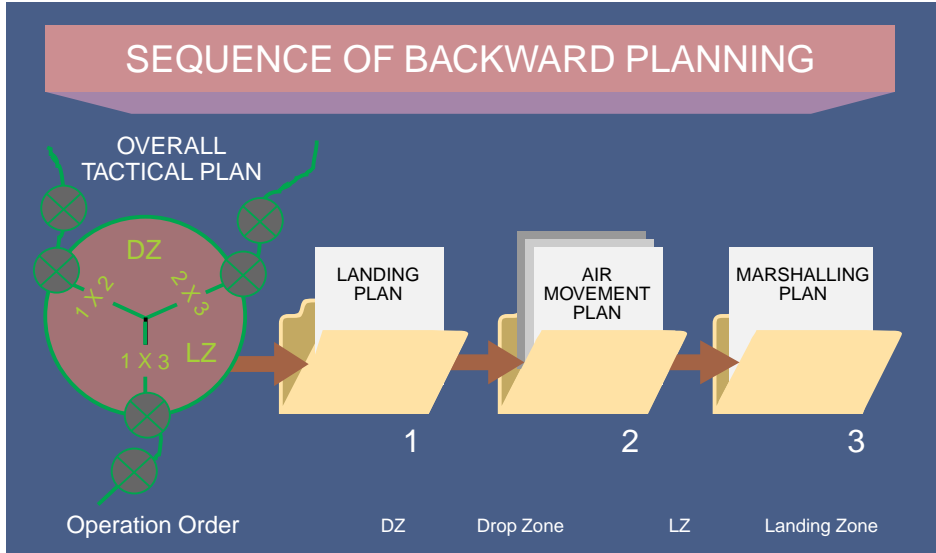 SEQUENCE OF BACKWARD PLANNING
OVERALL
TACTICAL PLAN
DZ
1 X 2
2 X 3
1 X 3
LZ
LANDING
PLAN
AIR
MOVEMENT
PLAN
MARSHALLING
PLAN
1
2
3
Operation Order
DZ Drop Zone LZ Landing Zone